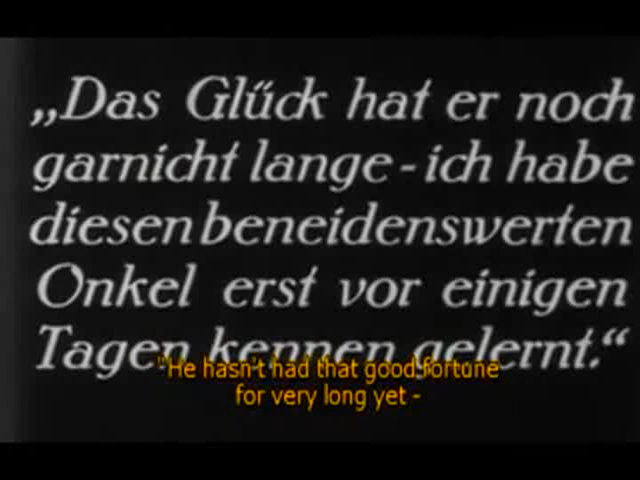 „Das Glück hat er noch
garnicht lange - ich habe
diesen beneidenswerten
Onkel erst vor einigen
Tagen kennen gelernt.“
"He hasn't had that good fortune
for very long yet -